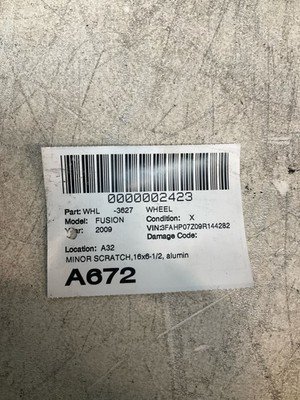 0000002423
Part: WHL -3627 WHEEL
Model: FUSION Condition: X
Year: 2009 VIN:3FAHP07Z09R144282
Damage Code:
Location: A32
MINOR SCRATCH,16x6-1/2, alumin
A672